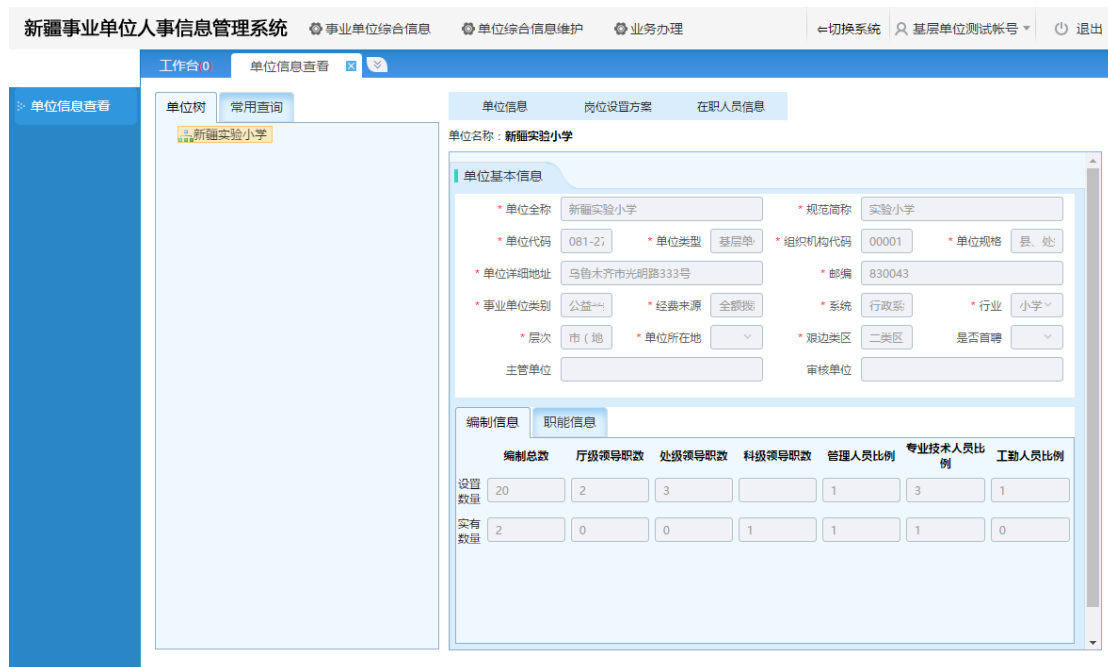 新疆事业单位人事信息管理系统 事业单位综合信息 单位综合信息维护 业务办理 ⇐切换系统 基层单位测试帐号 退出
工作台(0) 单位信息查看
单位信息查看
单位树 常用查询
新疆实验小学
单位信息 岗位设置方案 在职人员信息
单位名称：新疆实验小学
单位基本信息
* 单位全称 新疆实验小学 * 规范简称 实验小学
* 单位代码 081-27 * 单位类型 基层单 * 组织机构代码 00001 * 单位规格 县、处
* 单位详细地址 乌鲁木齐市光明路333号 * 邮编 830043
* 事业单位类别 公益一 * 经费来源 全额拨 * 系统 行政系 * 行业 小学
* 层次 市（地 * 单位所在地 * 艰边类区 二类区 是否首聘
主管单位 审核单位
编制信息 职能信息
编制总数 厅级领导职数 处级领导职数 科级领导职数 管理人员比例 专业技术人员比例 工勤人员比例
设置数量 20 2 3 1 3 1
实有数量 2 0 0 1 1 1 0